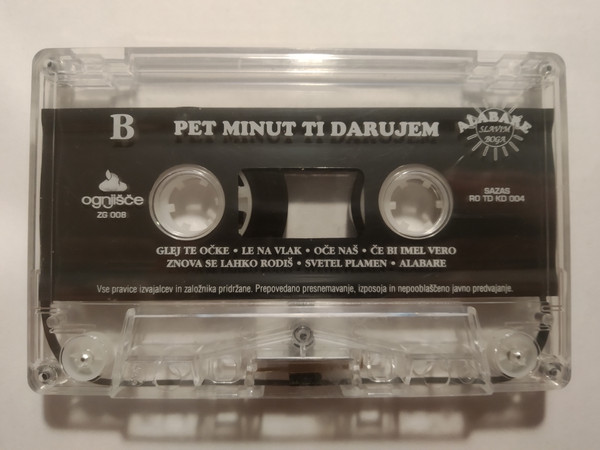 B
PET MINUT TI DARUJEM
ALABARE
SLAVIM
BOGA
ognjišče
ZG 008
SAZAS
RO TO KO 004
GLEJ TE OČKE • LE NA VLAK • OČE NAŠ • ČE BI IMEL VERO
ZNOVA SE LAHKO RODIŠ • SVETEL PLAMEN • ALABARE
Vse pravice izvajalcev in založnika pridržane. Prepovedano presnemavanje, izposoja in nepooblaščeno javno predvajanje.